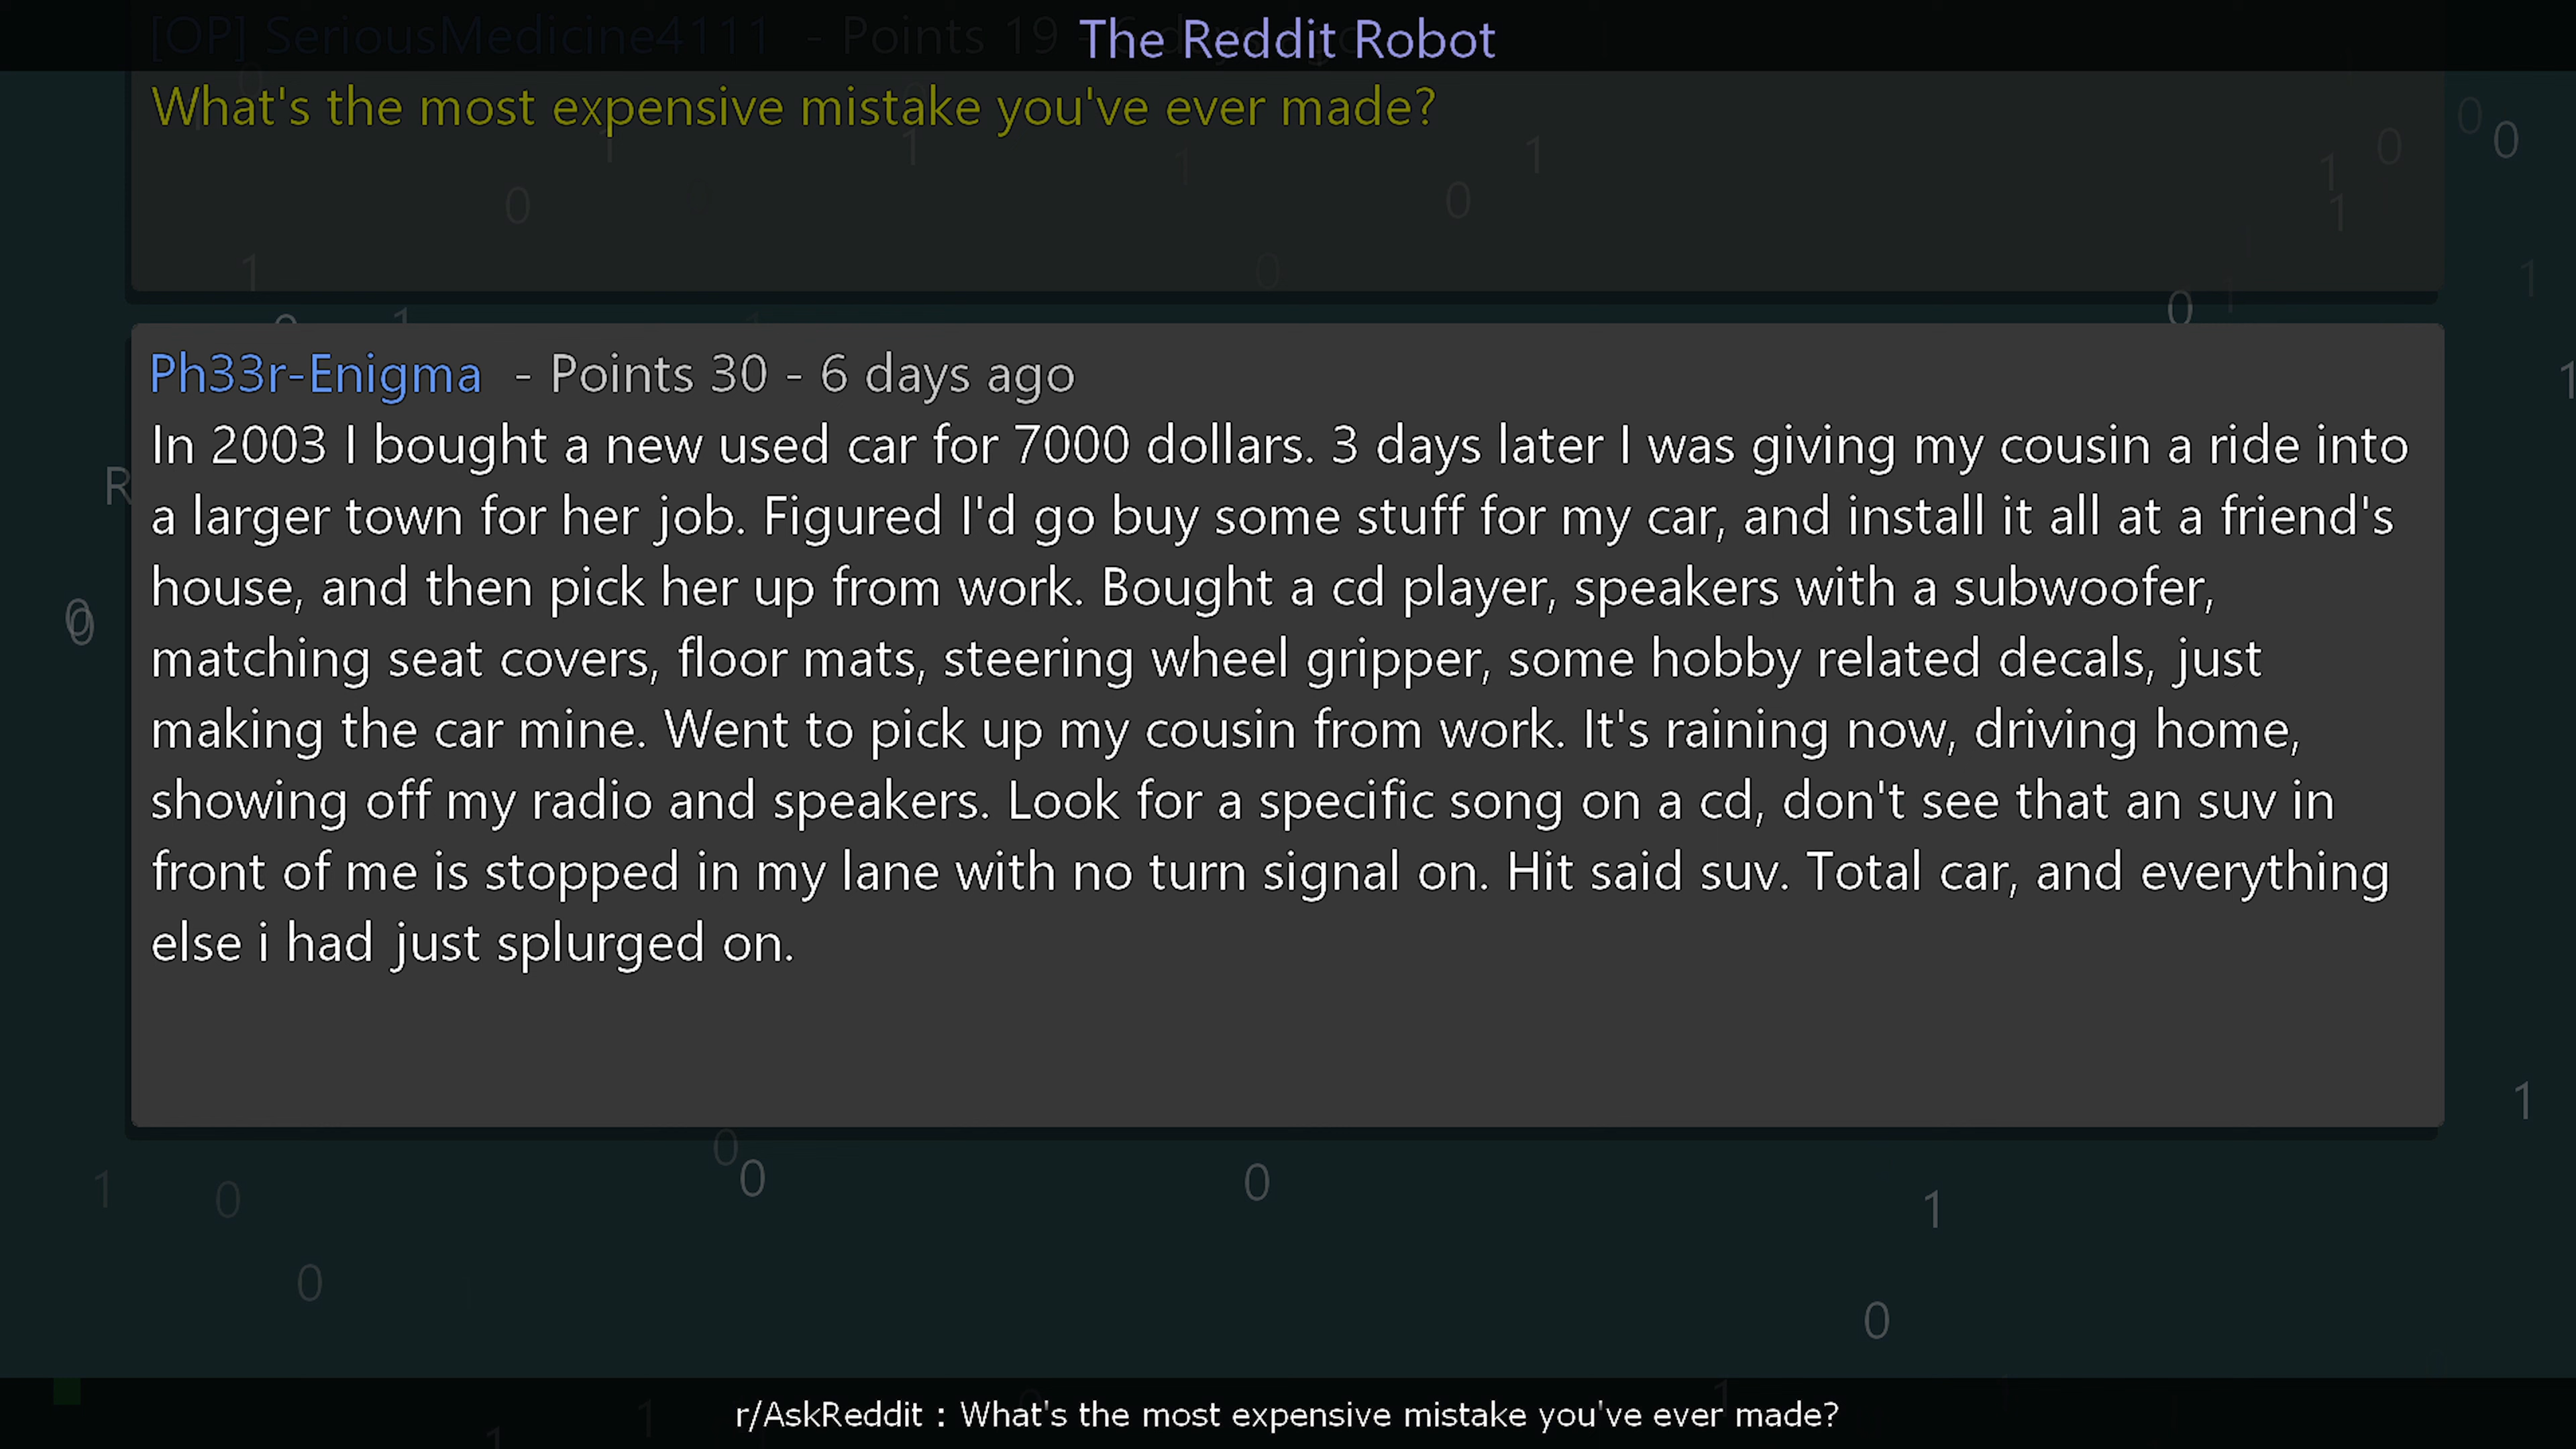 The Reddit Robot
[OP] SeriousMedicine4111 - Points 19 - 6
What's the most expensive mistake you've ever made?
Ph33r-Enigma - Points 30 - 6 days ago
In 2003 I bought a new used car for 7000 dollars. 3 days later I was giving my cousin a ride into
a larger town for her job. Figured I'd go buy some stuff for my car, and install it all at a friend's
house, and then pick her up from work. Bought a cd player, speakers with a subwoofer,
matching seat covers, floor mats, steering wheel gripper, some hobby related decals, just
making the car mine. Went to pick up my cousin from work. It's raining now, driving home,
showing off my radio and speakers. Look for a specific song on a cd, don't see that an suv in
front of me is stopped in my lane with no turn signal on. Hit said suv. Total car, and everything
else i had just splurged on.
r/AskReddit : What's the most expensive mistake you've ever made?